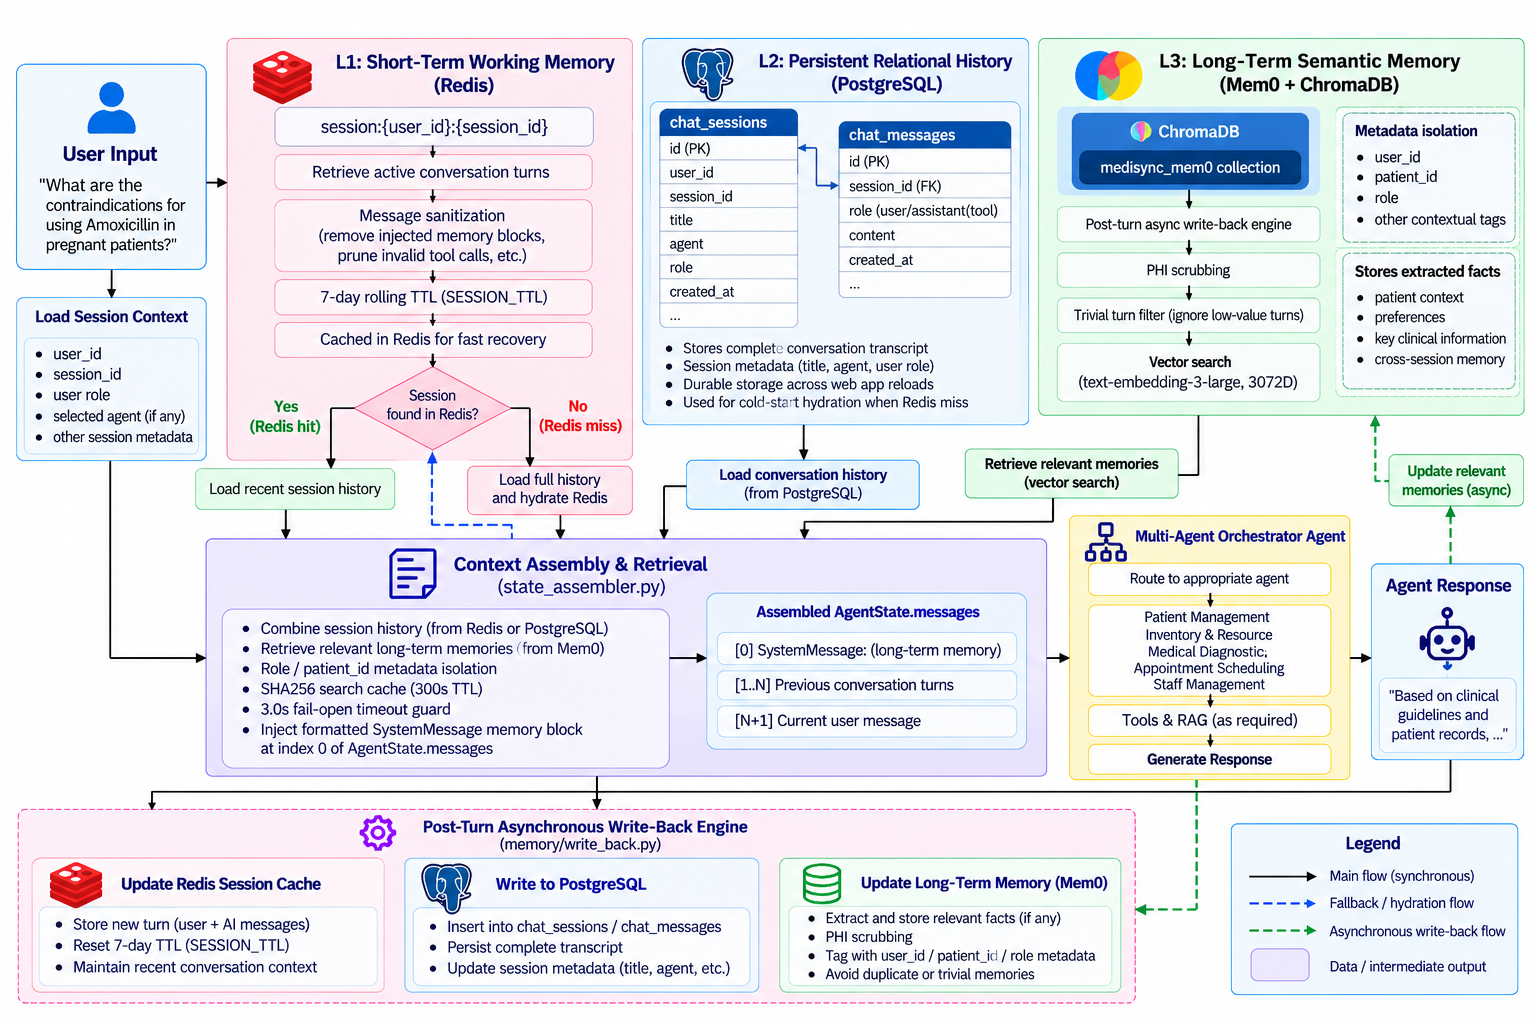 User Input
"What are the
contraindications for
using Amoxicillin in
pregnant patients?"
Load Session Context
• user_id
• session_id
• user role
• selected agent (if any)
• other session metadata
L1: Short-Term Working Memory
(Redis)
session:{user_id}:{session_id}
Retrieve active conversation turns
Message sanitization
(remove injected memory blocks,
prune invalid tool calls, etc.)
7-day rolling TTL (SESSION_TTL)
Cached in Redis for fast recovery
Session
found in Redis?
Yes
(Redis hit)
No
(Redis miss)
Load recent session history
Load full history
and hydrate Redis
L2: Persistent Relational History
(PostgreSQL)
chat_sessions
id (PK)
user_id
session_id
title
agent
role
created_at
...
chat_messages
id (PK)
session_id (FK)
role (user/assistant(tool)
content
created_at
...
• Stores complete conversation transcript
• Session metadata (title, agent, user role)
• Durable storage across web app reloads
• Used for cold-start hydration when Redis miss
Load conversation history
(from PostgreSQL)
L3: Long-Term Semantic Memory
(Mem0 + ChromaDB)
ChromaDB
medisync_mem0 collection
Post-turn async write-back engine
PHI scrubbing
Trivial turn filter (ignore low-value turns)
Vector search
(text-embedding-3-large, 3072D)
Metadata isolation
• user_id
• patient_id
• role
• other contextual tags
Stores extracted facts
• patient context
• preferences
• key clinical information
• cross-session memory
Retrieve relevant memories
(vector search)
Update relevant
memories (async)
Context Assembly & Retrieval
(state_assembler.py)
• Combine session history (from Redis or PostgreSQL)
• Retrieve relevant long-term memories (from Mem0)
• Role / patient_id metadata isolation
• SHA256 search cache (300s TTL)
• 3.0s fail-open timeout guard
• Inject formatted SystemMessage memory block
at index 0 of AgentState.messages
Assembled AgentState.messages
[0] SystemMessage: (long-term memory)
[1..N] Previous conversation turns
[N+1] Current user message
Multi-Agent Orchestrator Agent
Route to appropriate agent
Patient Management
Inventory & Resource
Medical Diagnostic,
Appointment Scheduling
Staff Management
Tools & RAG (as required)
Generate Response
Agent Response
"Based on clinical
guidelines and
patient records, ..."
Post-Turn Asynchronous Write-Back Engine
(memory/write_back.py)
Update Redis Session Cache
• Store new turn (user + AI messages)
• Reset 7-day TTL (SESSION_TTL)
• Maintain recent conversation context
Write to PostgreSQL
• Insert into chat_sessions / chat_messages
• Persist complete transcript
• Update session metadata (title, agent, etc.)
Update Long-Term Memory (Mem0)
• Extract and store relevant facts (if any)
• PHI scrubbing
• Tag with user_id / patient_id / role metadata
• Avoid duplicate or trivial memories
Legend
Main flow (synchronous)
Fallback / hydration flow
Asynchronous write-back flow
Data / intermediate output